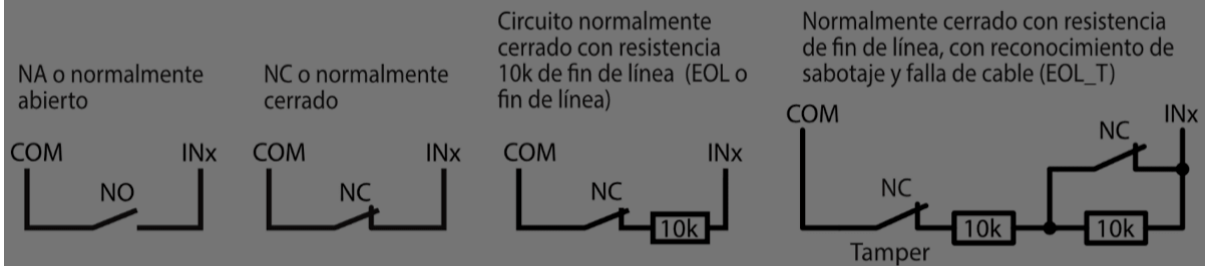 NA o normalmente
abierto
COM
INx
NO
NC o normalmente
cerrado
COM
INx
NC
Circuito normalmente
cerrado con resistencia
10k de fin de línea (EOL o
fin de línea)
COM
INx
NC
10k
Normalmente cerrado con resistencia
de fin de línea, con reconocimiento de
sabotaje y falla de cable (EOL_T)
COM
INx
NC
NC
10k
10k
Tamper